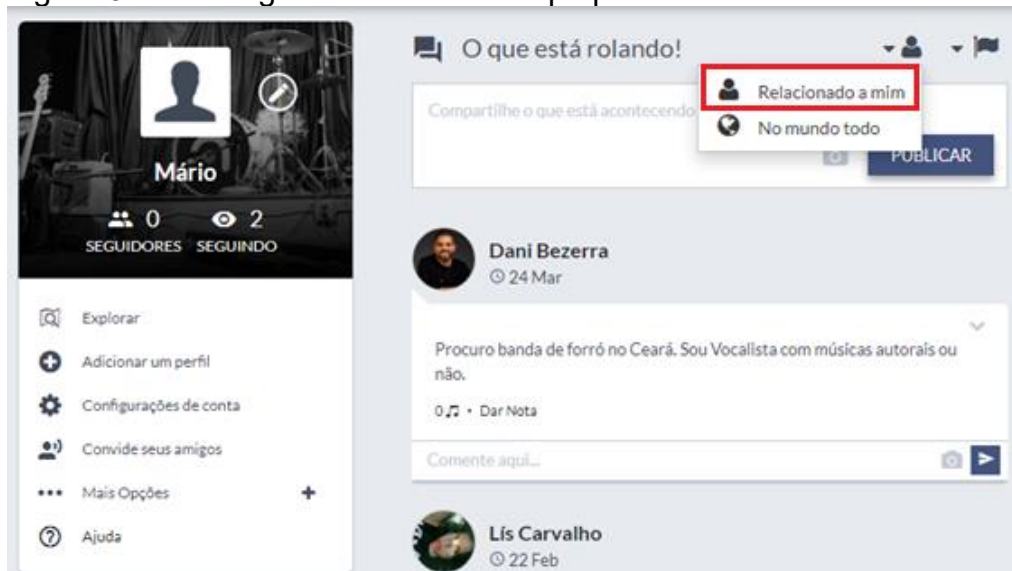 Mário
0 2
SEGUIDORES SEGUINDO
Explorar
Adicionar um perfil
Configurações de conta
Convide seus amigos
Mais Opções +
Ajuda
O que está rolando!
Relacionado a mim
No mundo todo
Compartilhe o que está acontecendo
PUBLICAR
Dani Bezerra
24 Mar
Procuro banda de forró no Ceará. Sou Vocalista com músicas autorais ou
não.
0 • Dar Nota
Comente aqui...
Lís Carvalho
22 Feb